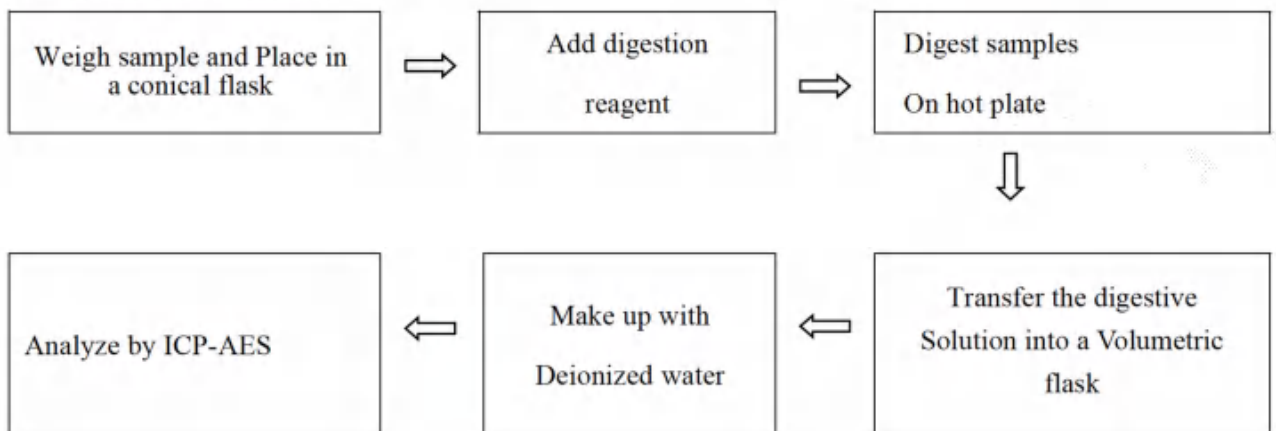 Weigh sample and Place in
a conical flask
Add digestion
reagent
Digest samples
On hot plate
Transfer the digestive
Solution into a Volumetric
flask
Make up with
Deionized water
Analyze by ICP-AES